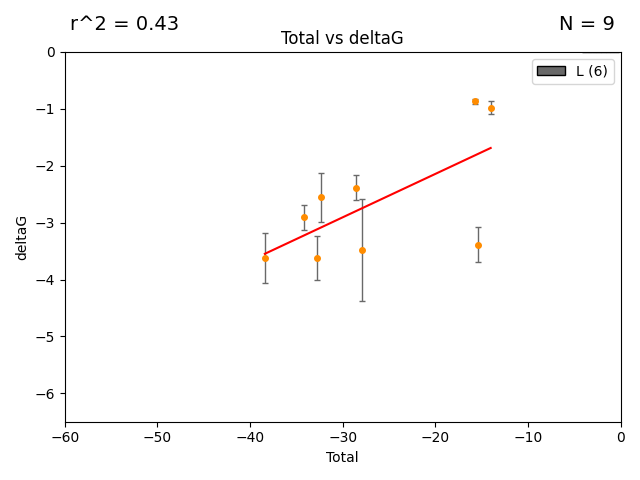 r^2 = 0.43
N = 9
Total vs deltaG
L (6)
deltaG
0
−1
−2
−3
−4
−5
−6
−60
−50
−40
−30
−20
−10
0
Total